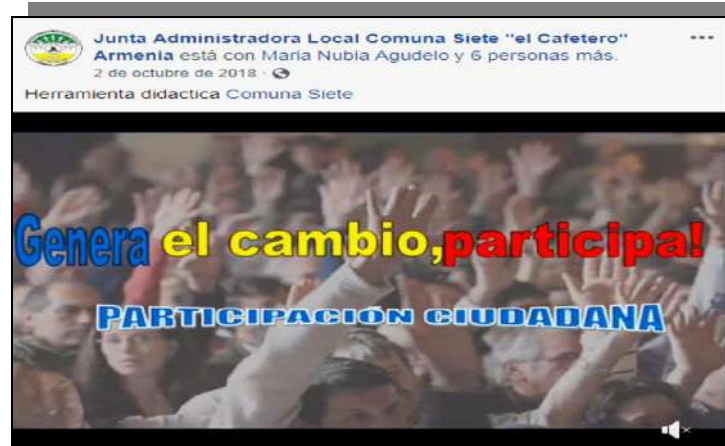 Junta Administradora Local Comuna Siete "el Cafetero"
Armenia está con Maria Nubia Agudelo y 6 personas más.
2 de octubre de 2018 ·
Herramienta didactica Comuna Siete
Genera el cambio,participa!
PARTICIPACIÓN CIUDADANA